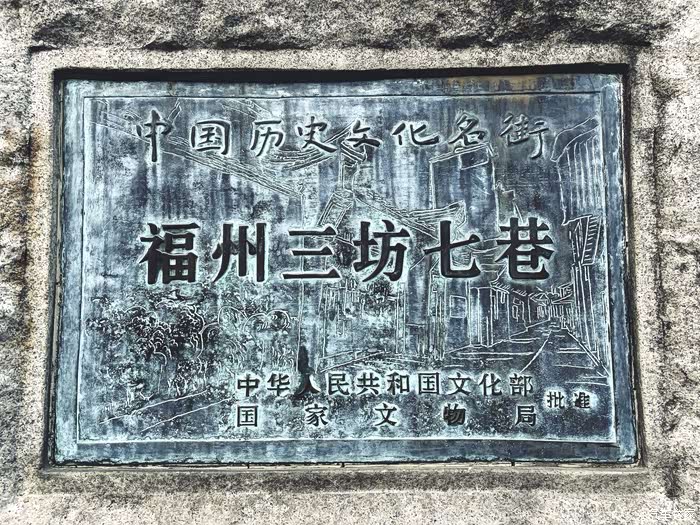 中国历史文化名街
福州三坊七巷
中华人民共和国文化部
国家文物局
批准